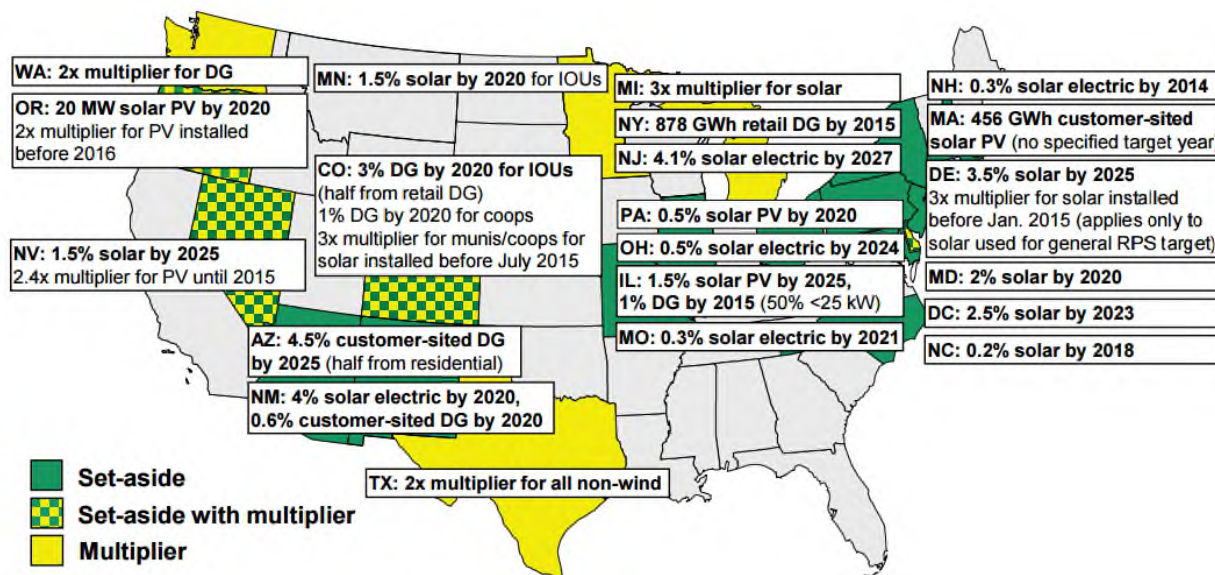 WA: 2x multiplier for DG
OR: 20 MW solar PV by 2020
2x multiplier for PV installed
before 2016
NV: 1.5% solar by 2025
2.4x multiplier for PV until 2015
MN: 1.5% solar by 2020 for IOUs
CO: 3% DG by 2020 for IOUs
(half from retail DG)
1% DG by 2020 for coops
3x multiplier for munis/coops for
solar installed before July 2015
AZ: 4.5% customer-sited DG
by 2025 (half from residential)
NM: 4% solar electric by 2020,
0.6% customer-sited DG by 2020
TX: 2x multiplier for all non-wind
MI: 3x multiplier for solar
NY: 878 GWh retail DG by 2015
NJ: 4.1% solar electric by 2027
PA: 0.5% solar PV by 2020
OH: 0.5% solar electric by 2024
IL: 1.5% solar PV by 2025,
1% DG by 2015 (50% <25 kW)
MO: 0.3% solar electric by 2021
NH: 0.3% solar electric by 2014
MA: 456 GWh customer-sited
solar PV (no specified target year)
DE: 3.5% solar by 2025
3x multiplier for solar installed
before Jan. 2015 (applies only to
solar used for general RPS target)
MD: 2% solar by 2020
DC: 2.5% solar by 2023
NC: 0.2% solar by 2018
Set-aside
Set-aside with multiplier
Multiplier